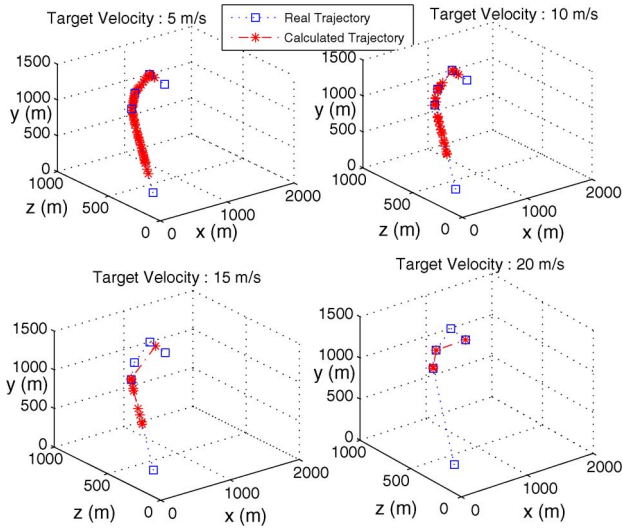 Target Velocity : 5 m/s
Real Trajectory
Calculated Trajectory
Target Velocity : 10 m/s
1500
1000
y (m)
500
0
1000
z (m)
500
0
0
x (m)
1000
2000
1500
1000
y (m)
500
0
1000
z (m)
500
0
0
x (m)
1000
2000
Target Velocity : 15 m/s
Target Velocity : 20 m/s
1500
1000
y (m)
500
0
1000
z (m)
500
0
0
x (m)
1000
2000
1500
1000
y (m)
500
0
1000
z (m)
500
0
0
x (m)
1000
2000